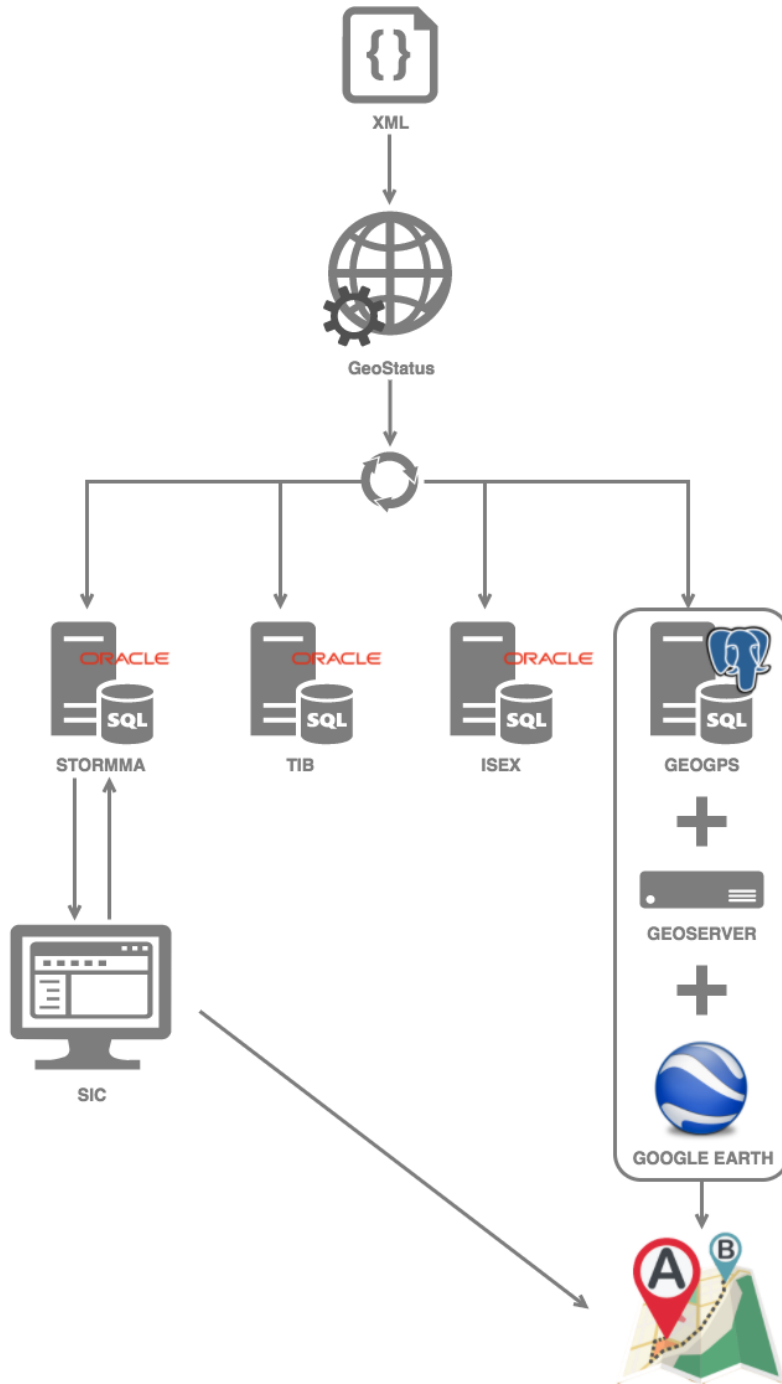 {}
XML
GeoStatus
ORACLE
ORACLE
ORACLE
SQL
SQL
SQL
SQL
STORMMA
TIB
ISEX
GEOGPS
GEOSERVER
SIC
GOOGLE EARTH
A
B